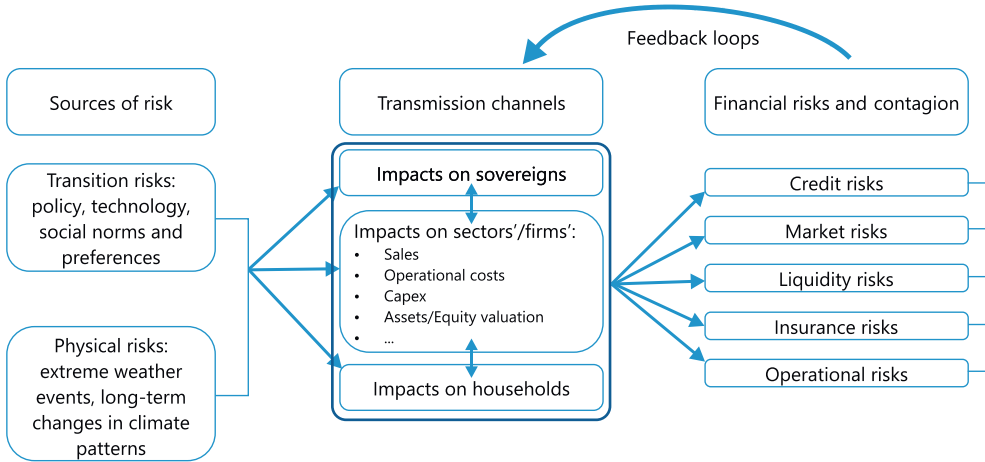 Feedback loops
Sources of risk
Transmission channels
Financial risks and contagion
Transition risks:
policy, technology,
social norms and
preferences
Physical risks:
extreme weather
events, long-term
changes in climate
patterns
Impacts on sovereigns
Impacts on sectors’/firms’:
• Sales
• Operational costs
• Capex
• Assets/Equity valuation
• ...
Impacts on households
Credit risks
Market risks
Liquidity risks
Insurance risks
Operational risks